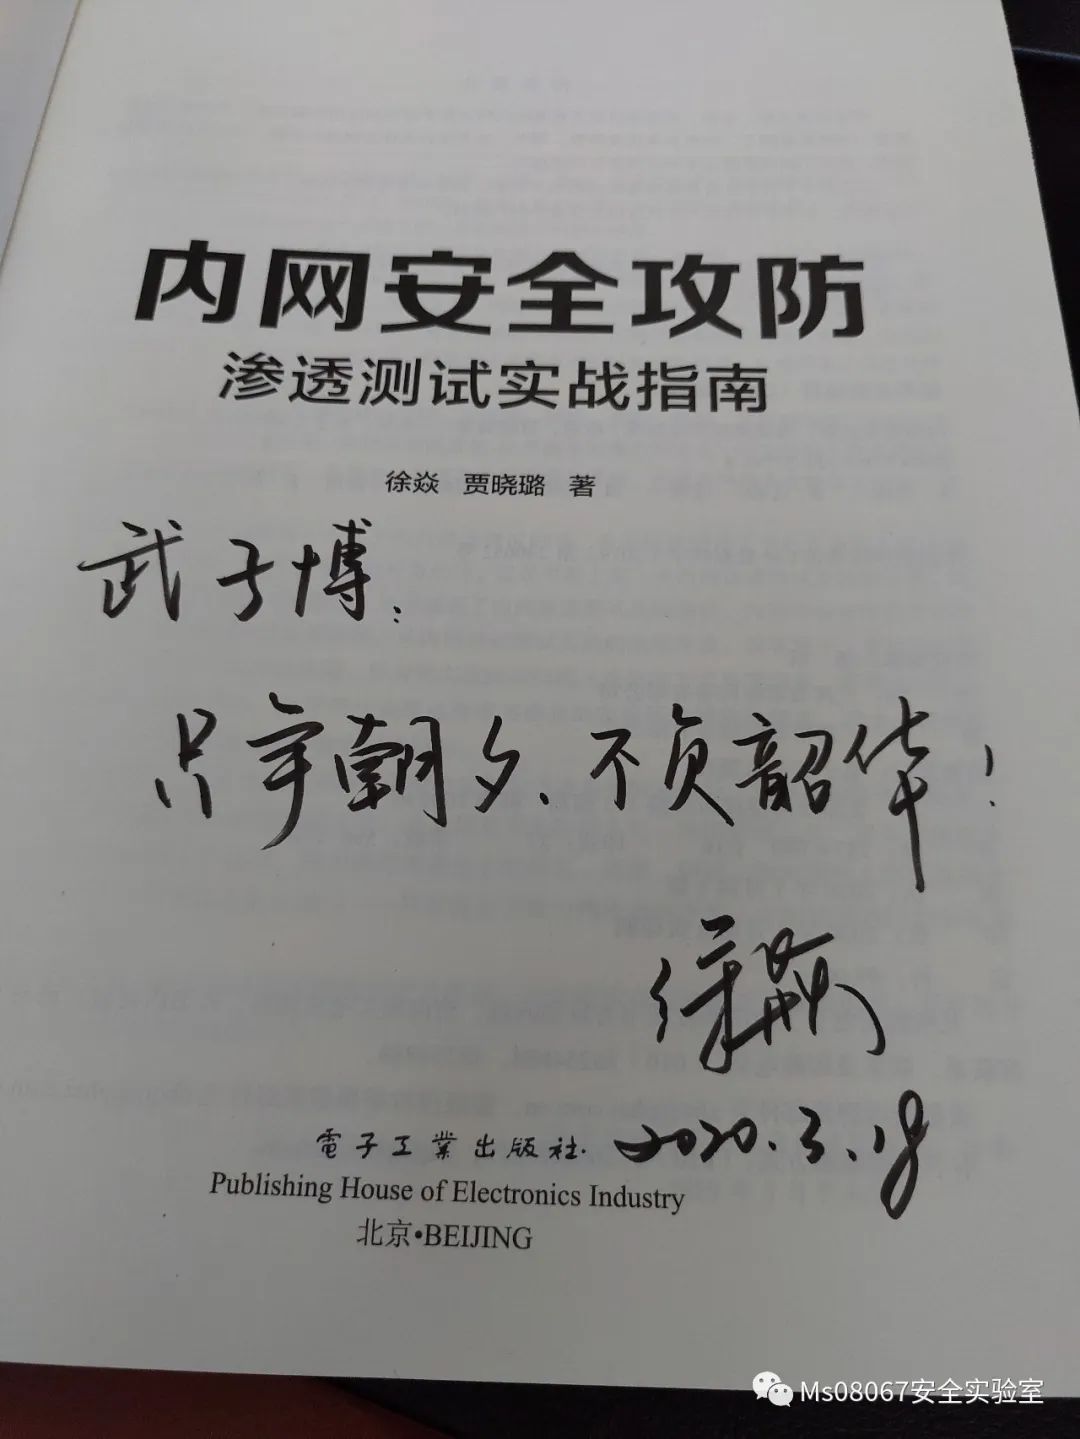 内网安全攻防
渗透测试实战指南
徐焱 贾晓璐 著
武子博：
只争朝夕、不负韶华！
徐焱
2020.3.18
電子工業出版社.
Publishing House of Electronics Industry
北京•BEIJING
Ms08067安全实验室